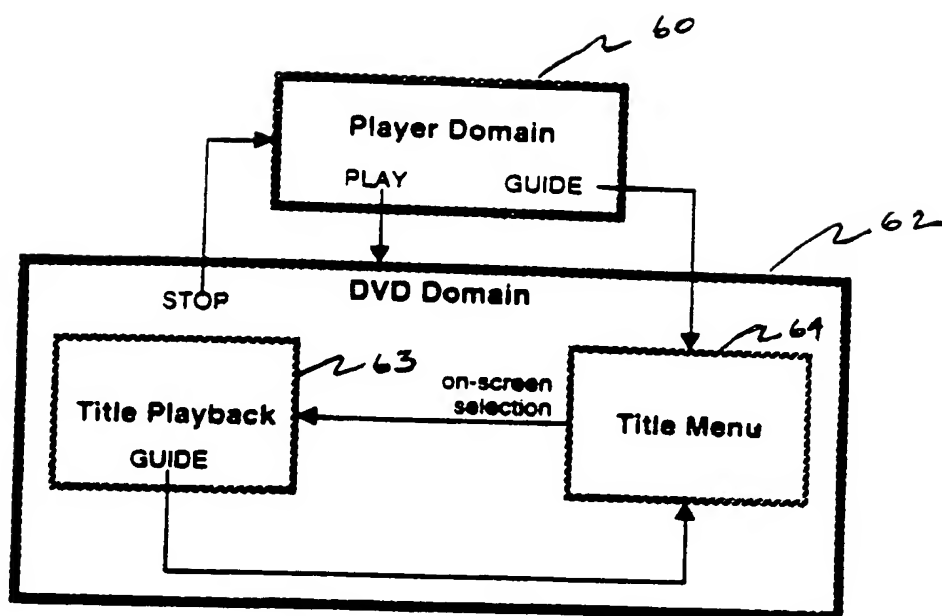 60
Player Domain
PLAY GUIDE
62
STOP
DVD Domain
64
63
on-screen
selection
Title Playback
Title Menu
GUIDE